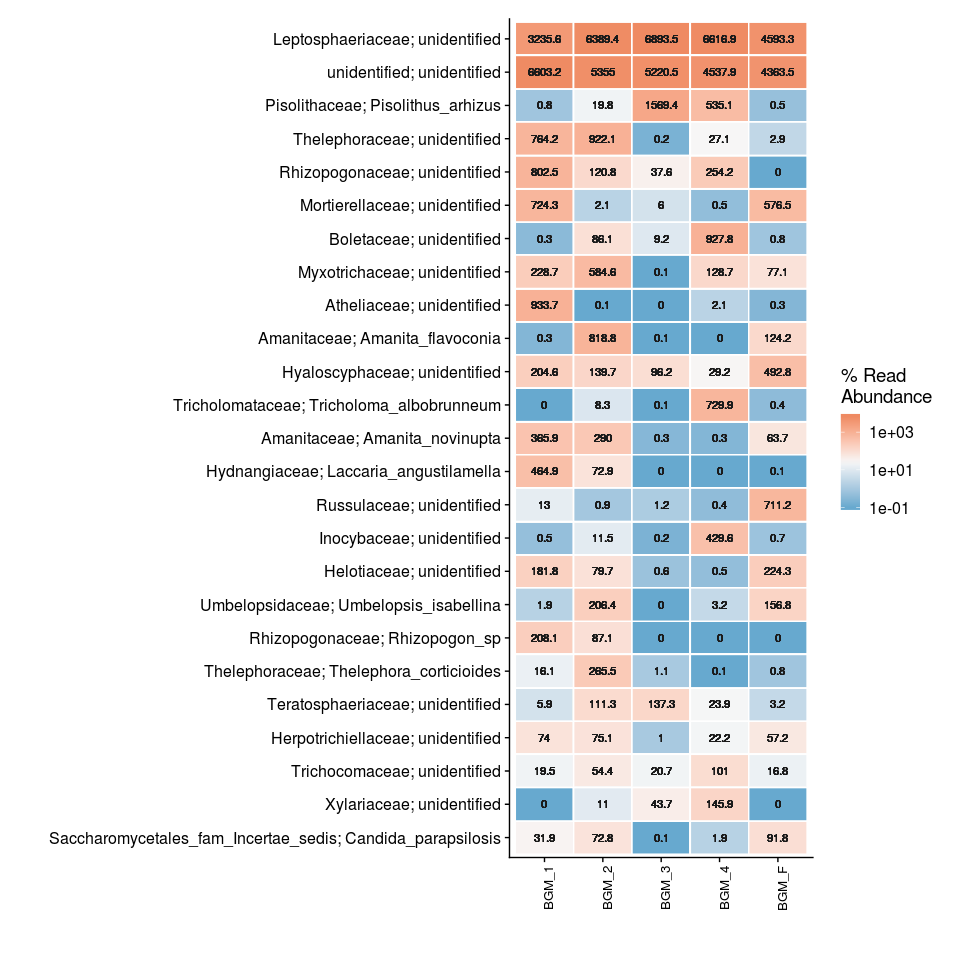 Leptosphaeriaceae; unidentified 3235.6 6389.4 6893.5 6616.9 4593.3
unidentified; unidentified 6603.2 5355 5220.5 4537.9 4363.5
Pisolithaceae; Pisolithus_arhizus 0.8 19.8 1569.4 535.1 0.5
Thelephoraceae; unidentified 764.2 922.1 0.2 27.1 2.9
Rhizopogonaceae; unidentified 802.5 120.8 37.6 254.2 0
Mortierellaceae; unidentified 724.3 2.1 6 0.5 576.5
Boletaceae; unidentified 0.3 86.1 9.2 927.8 0.8
Myxotrichaceae; unidentified 228.7 584.6 0.1 128.7 77.1
Atheliaceae; unidentified 933.7 0.1 0 2.1 0.3
Amanitaceae; Amanita_flavoconia 0.3 818.8 0.1 0 124.2
Hyaloscyphaceae; unidentified 204.6 139.7 96.2 29.2 492.8
% Read
Abundance
Tricholomataceae; Tricholoma_albobrunneum 0 8.3 0.1 729.9 0.4
Amanitaceae; Amanita_novinupta 365.9 290 0.3 0.3 63.7
1e+03
Hydnangiaceae; Laccaria_angustilamella 464.9 72.9 0 0 0.1
1e+01
Russulaceae; unidentified 13 0.9 1.2 0.4 711.2
1e-01
Inocybaceae; unidentified 0.5 11.5 0.2 429.6 0.7
Helotiaceae; unidentified 181.8 79.7 0.6 0.5 224.3
Umbelopsidaceae; Umbelopsis_isabellina 1.9 206.4 0 3.2 156.8
Rhizopogonaceae; Rhizopogon_sp 208.1 87.1 0 0 0
Thelephoraceae; Thelephora_corticioides 16.1 265.5 1.1 0.1 0.8
Teratosphaeriaceae; unidentified 5.9 111.3 137.3 23.9 3.2
Herpotrichiellaceae; unidentified 74 75.1 1 22.2 57.2
Trichocomaceae; unidentified 19.5 54.4 20.7 101 16.8
Xylariaceae; unidentified 0 11 43.7 145.9 0
Saccharomycetales_fam_Incertae_sedis; Candida_parapsilosis 31.9 72.8 0.1 1.9 91.8
BGM_1 BGM_2 BGM_3 BGM_4 BGM_F